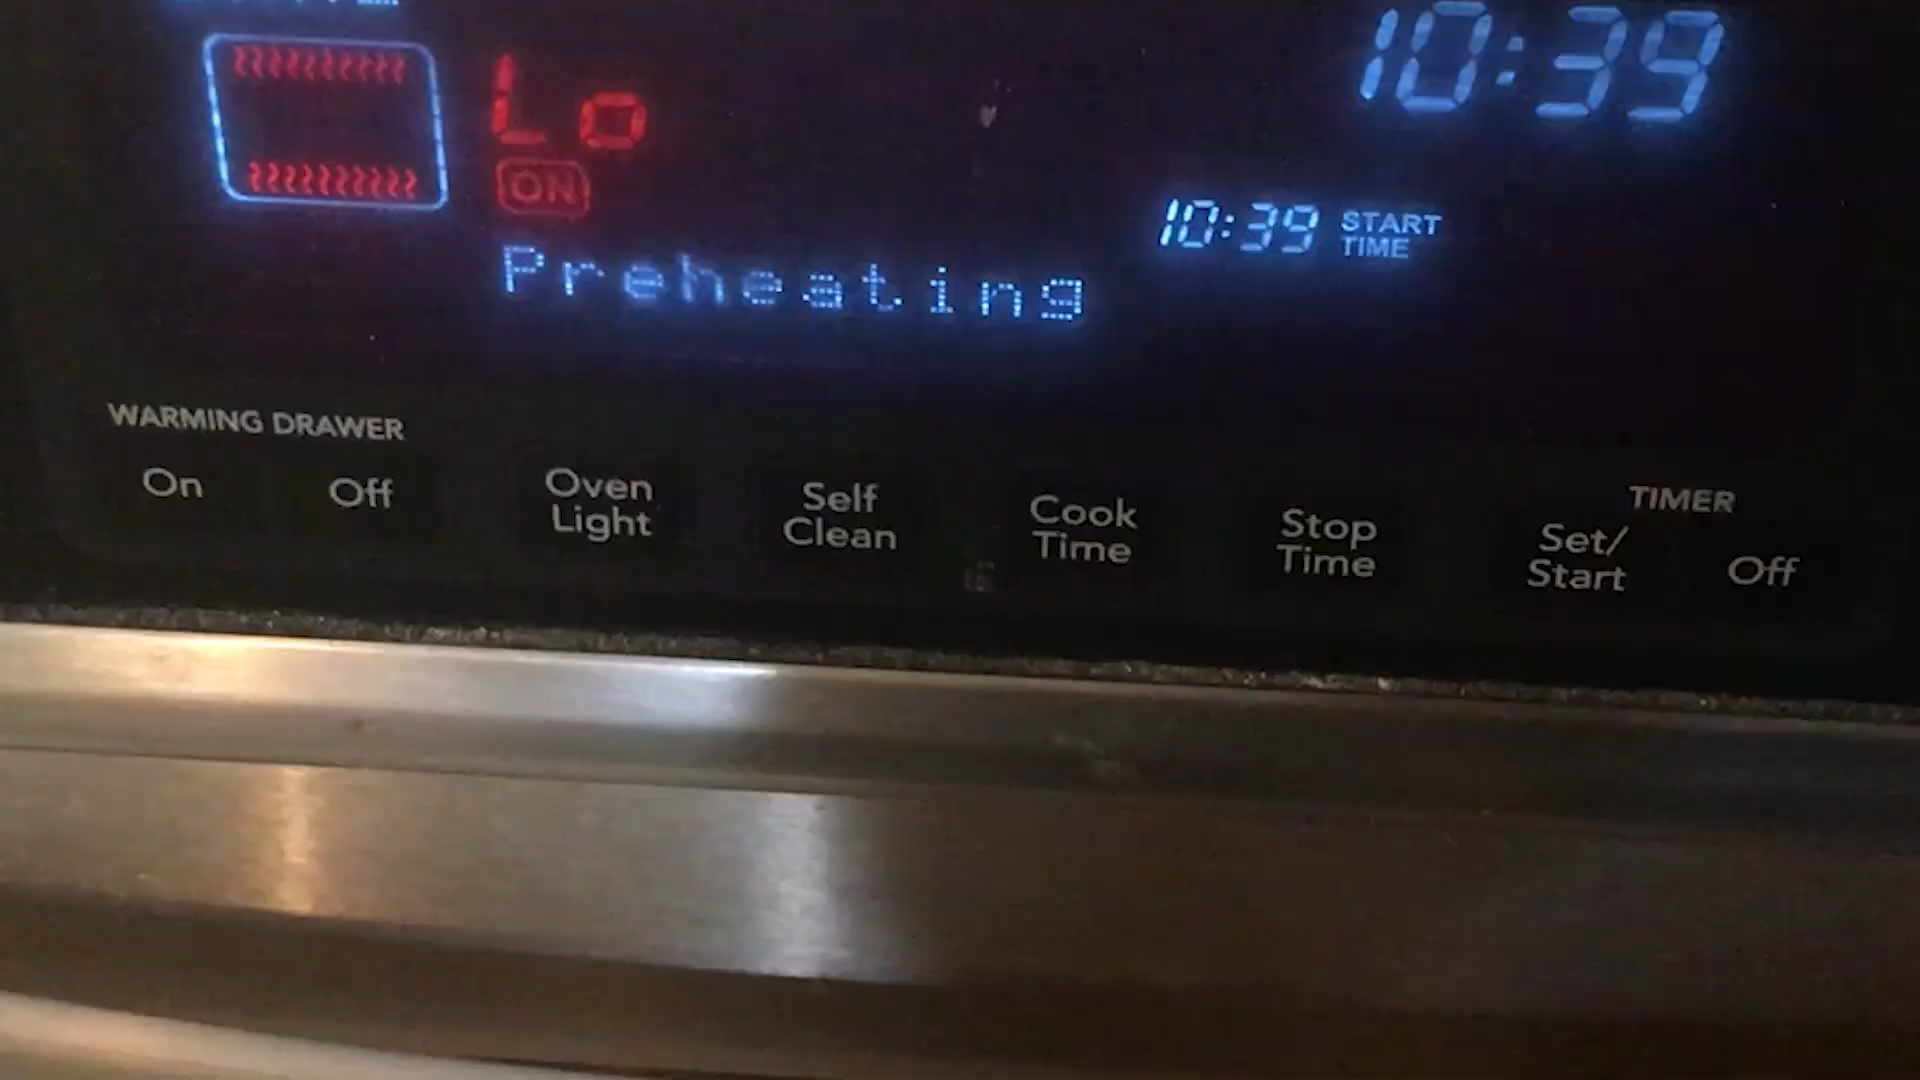 10:39
Lo
ON
10:39 START
TIME
Preheating
WARMING DRAWER
On
Off
Oven
Light
Self
Clean
Cook
Time
Stop
Time
TIMER
Set/
Start
Off